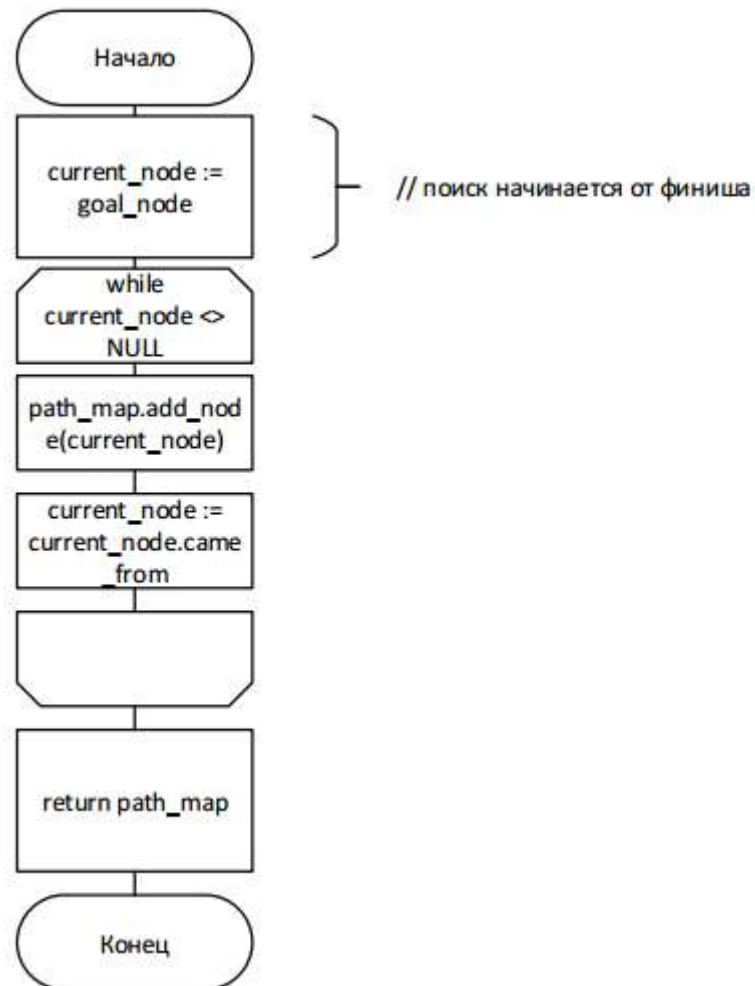 Начало
current_node :=
goal_node
// поиск начинается от финиша
while
current_node <>
NULL
path_map.add_nod
e(current_node)
current_node :=
current_node.came
_from
return path_map
Конец